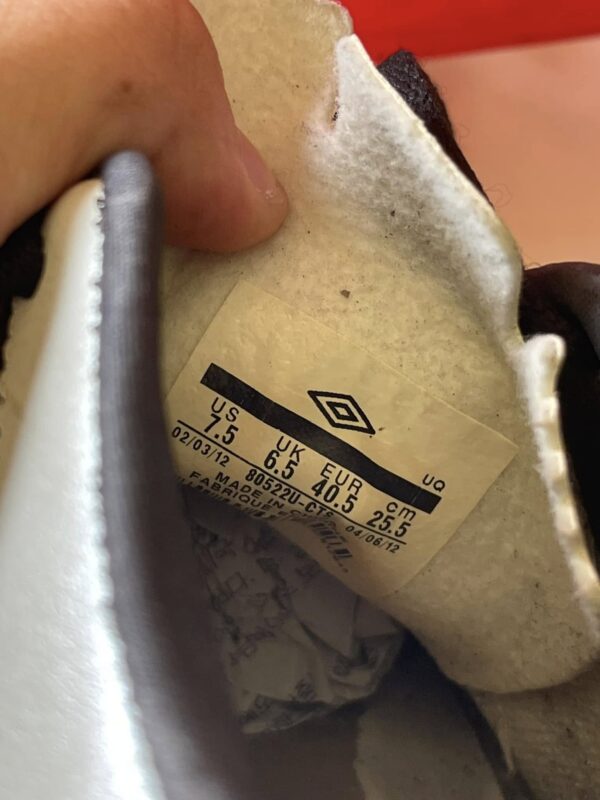 UQ
US UK EUR cm
7.5 6.5 40.5 25.5
02/03/12 80522U-CTS 04/06/12
MADE IN
FABRIQUE